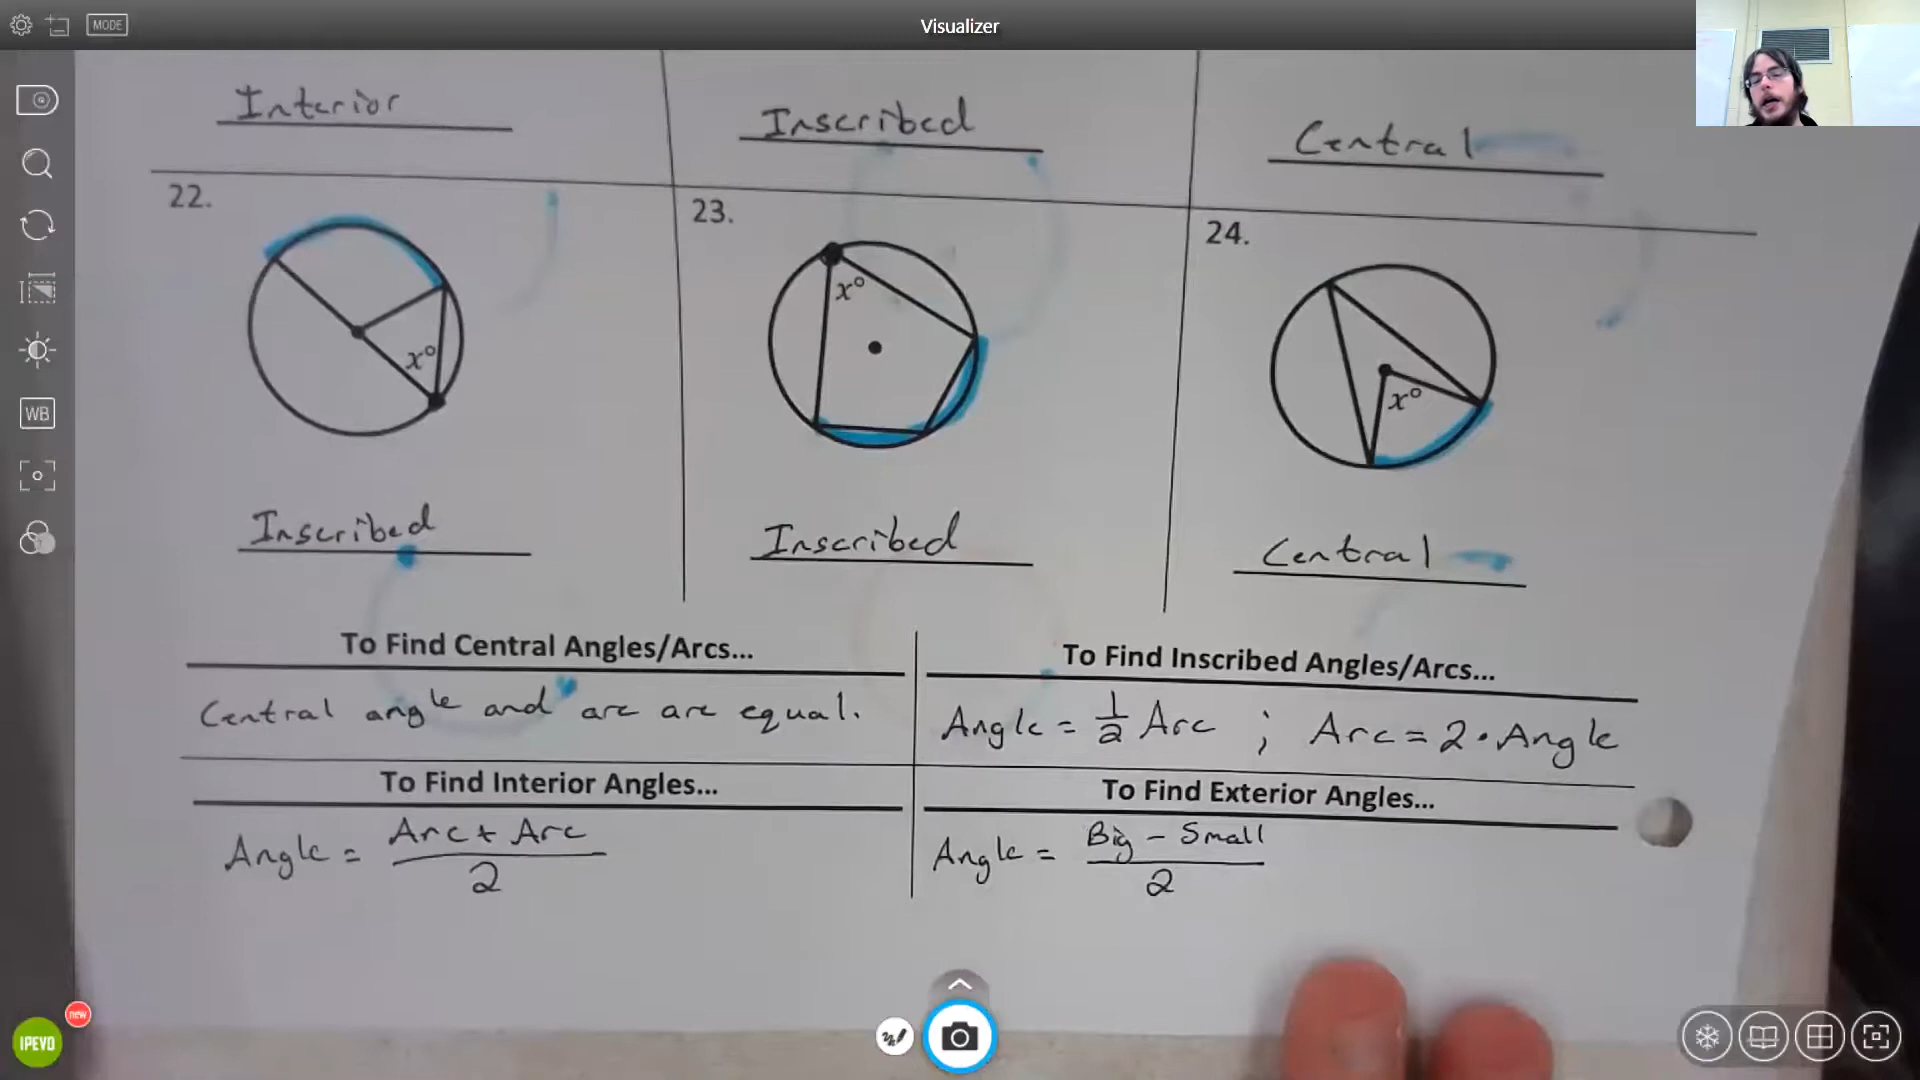 MODE
Visualizer
WB
Interior
Inscribed
Central
22.
x°
Inscribed
23.
x°
Inscribed
24.
x°
Central
To Find Central Angles/Arcs...
Central angle and arc are equal.
To Find Inscribed Angles/Arcs...
Angle = 1/2 Arc ; Arc = 2 · Angle
To Find Interior Angles...
Angle = Arc + Arc / 2
To Find Exterior Angles...
Angle = Big - Small / 2
new
IPEVO